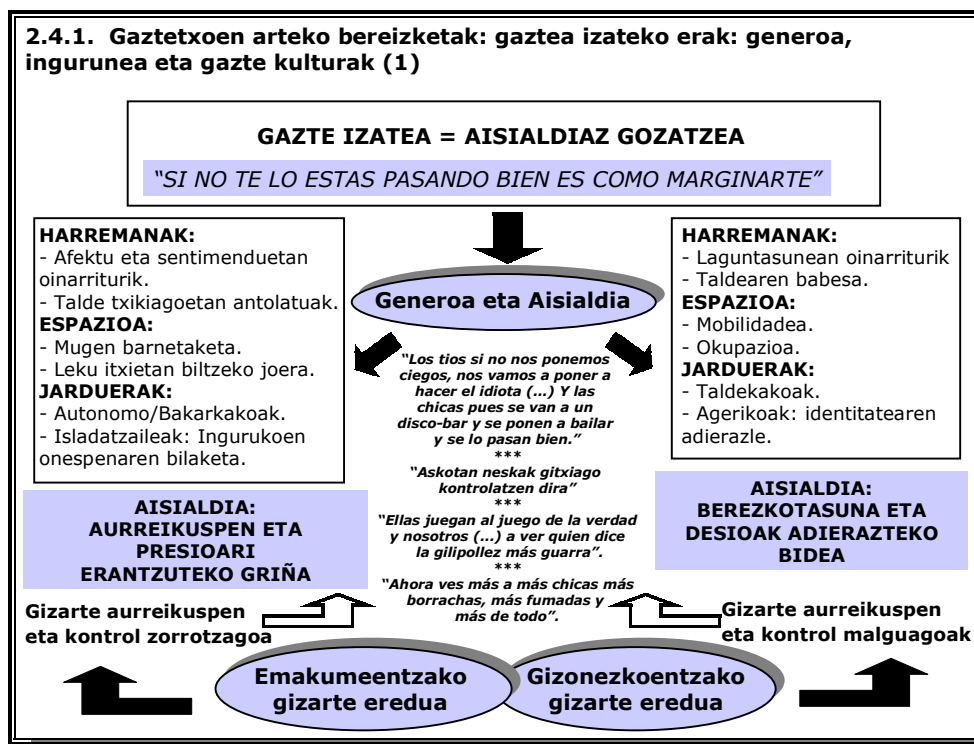 2.4.1. Gaztetxoen arteko bereizketak: gaztea izateko erak: generoa,
ingurunea eta gazte kulturak (1)
GAZTE IZATEA = AISIALDIAZ GOZATZEA
“SI NO TE LO ESTAS PASANDO BIEN ES COMO MARGINARTE”
HARREMANAK:
- Afektu eta sentimenduetan
oinarriturik.
- Talde txikiagoetan antolatuak.
ESPAZIOA:
- Mugen barnetaketa.
- Leku itxietan biltzeko joera.
JARDUERAK:
- Autonomo/Bakarkakoak.
- Isladatzaileak: Ingurukoen
onespenaren bilaketa.
Generoa eta Aisialdia
HARREMANAK:
- Laguntasunean oinarriturik
- Taldearen babesa.
ESPAZIOA:
- Mobilidadea.
- Okupazioa.
JARDUERAK:
- Taldekakoak.
- Agerikoak: identitatearen
adierazle.
“Los tios si no nos ponemos
ciegos, nos vamos a poner a
hacer el idiota (...) Y las
chicas pues se van a un
disco-bar y se ponen a bailar
y se lo pasan bien.”
***
“Askotan neskak gitxiago
kontrolatzen dira”
***
“Ellas juegan al juego de la verdad
y nosotros (...) a ver quien dice
la gilipollez más guarra”.
***
“Ahora ves más a más chicas más
borrachas, más fumadas y
más de todo”.
AISIALDIA:
AURREIKUSPEN ETA
PRESIOARI
ERANTZUTEKO GRIÑA
AISIALDIA:
BEREZKOTASUNA ETA
DESIOAK ADIERAZTEKO
BIDEA
Gizarte aurreikuspen
eta kontrol zorrotzagoa
Gizarte aurreikuspen
eta kontrol malguagoak
Emakumeentzako
gizarte eredua
Gizonezkoentzako
gizarte eredua